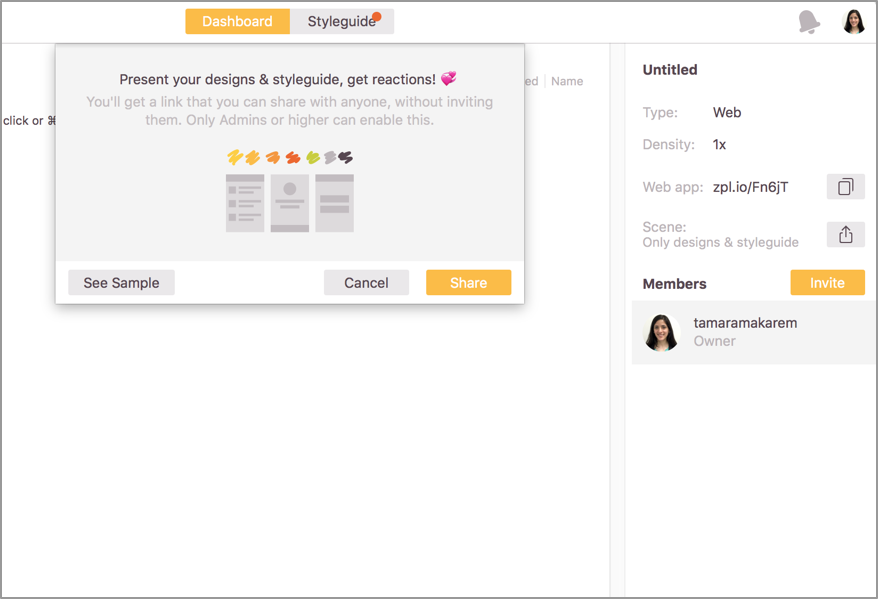 Dashboard
Styleguide
Present your designs & styleguide, get reactions! 💞
You'll get a link that you can share with anyone, without inviting
them. Only Admins or higher can enable this.
See Sample
Cancel
Share
click or ⌘
ed
Name
Untitled
Type: Web
Density: 1x
Web app: zpl.io/Fn6jT
Scene:
Only designs & styleguide
Members
Invite
tamaramakarem
Owner